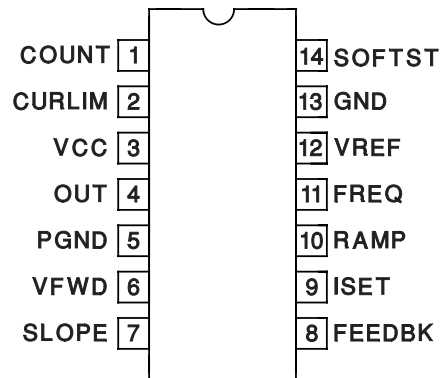 COUNT 1 14 SOFTST
CURLIM 2 13 GND
VCC 3 12 VREF
OUT 4 11 FREQ
PGND 5 10 RAMP
VFWD 6 9 ISET
SLOPE 7 8 FEEDBK